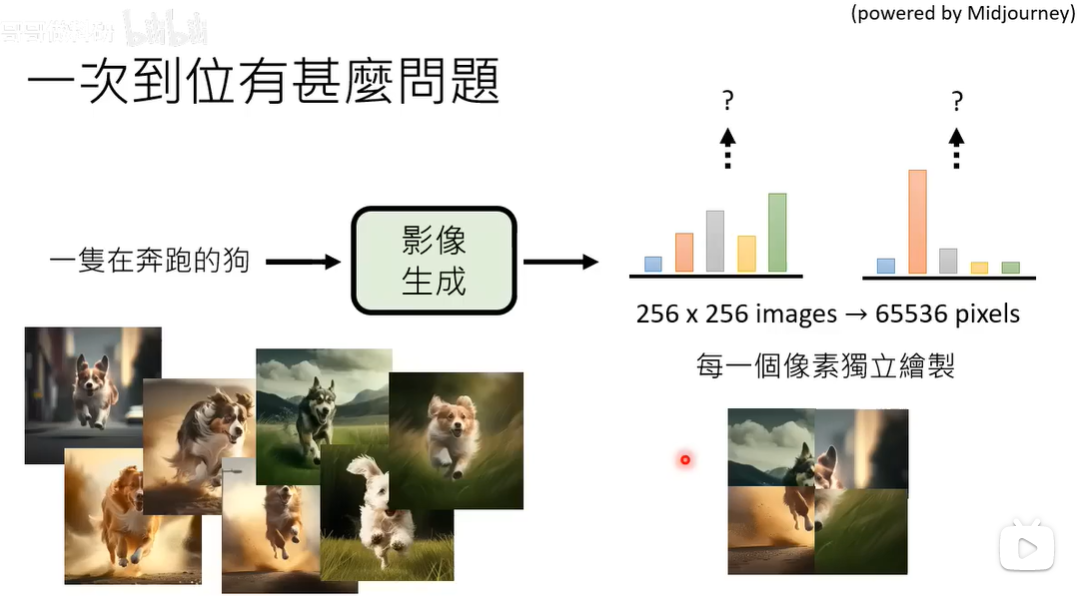 (powered by Midjourney)
一次到位有甚麼問題
?
?
一隻在奔跑的狗
影像
生成
256 x 256 images → 65536 pixels
每一個像素獨立繪製